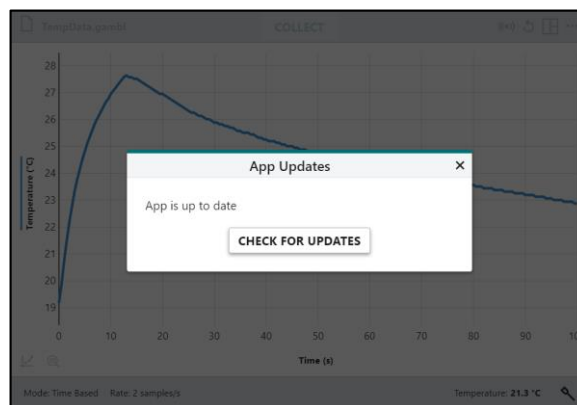 TempData.gambl
COLLECT
28
27
26
25
24
23
22
21
20
19
Temperature (°C)
App Updates
App is up to date
CHECK FOR UPDATES
0 10 20 30 40 50 60 70 80 90 100
Time (s)
Mode: Time Based Rate: 2 samples/s
Temperature: 21.3 °C